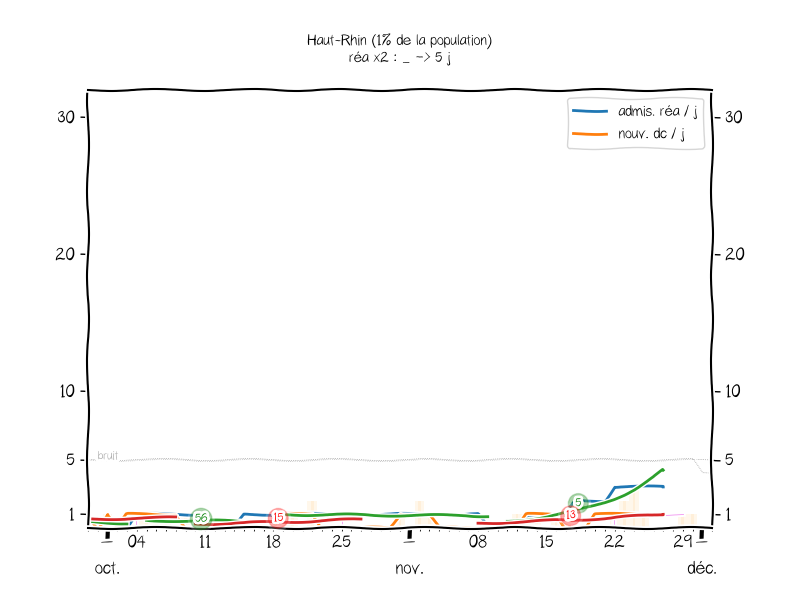 Haut-Rhin (1% de la population)
réa x2 : _ -> 5 j
admis. réa / j
nouv. dc / j
30
30
20
20
10
10
5
bruit
5
1
1
56
15
5
13
04
11
18
25
08
15
22
29
oct.
nov.
déc.